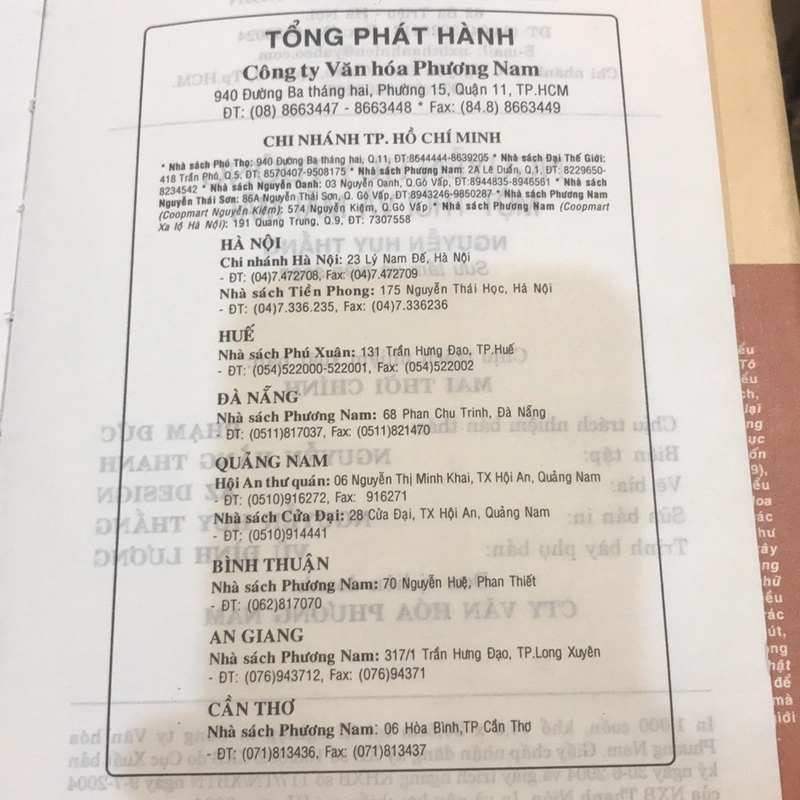 TỔNG PHÁT HÀNH
Công ty Văn hóa Phương Nam
940 Đường Ba tháng hai, Phường 15, Quận 11, TP.HCM
ĐT: (08) 8663447 - 8663448 * Fax: (84.8) 8663449
CHI NHÁNH TP. HỒ CHÍ MINH
* Nhà sách Phú Thọ: 940 Đường Ba tháng hai, Q.11, ĐT:8644444-8639205 * Nhà sách Đại Thế Giới:
418 Trần Phú, Q.5, ĐT: 8570407-9508175 * Nhà sách Phương Nam: 2A Lê Duẩn, Q.1, ĐT: 8229650-
8234542 * Nhà sách Nguyễn Oanh: 03 Nguyễn Oanh, Q.Gò Vấp, ĐT:8944835-8946561 * Nhà sách
Nguyễn Thái Sơn: 86A Nguyễn Thái Sơn, Q. Gò Vấp, ĐT:8943246-9850287 * Nhà sách Phương Nam
(Coopmart Nguyễn Kiệm): 574 Nguyễn Kiệm, Q.Gò Vấp * Nhà sách Phương Nam (Coopmart
Xa lộ Hà Nội): 191 Quang Trung, Q.9, ĐT: 7307558
HÀ NỘI
Chi nhánh Hà Nội: 23 Lý Nam Đế, Hà Nội
- ĐT: (04)7.472708, Fax: (04)7.472709
Nhà sách Tiền Phong: 175 Nguyễn Thái Học, Hà Nội
- ĐT: (04)7.336.235, Fax: (04)7.336236
HUẾ
Nhà sách Phú Xuân: 131 Trần Hưng Đạo, TP.Huế
- ĐT: (054)522000-522001, Fax: (054)522002
ĐÀ NẴNG
Nhà sách Phương Nam: 68 Phan Chu Trinh, Đà Nẵng
- ĐT: (0511)817037, Fax: (0511)821470
QUẢNG NAM
Hội An thư quán: 06 Nguyễn Thị Minh Khai, TX Hội An, Quảng Nam
- ĐT: (0510)916272, Fax: 916271
Nhà sách Cửa Đại: 28 Cửa Đại, TX Hội An, Quảng Nam
- ĐT: (0510)914441
BÌNH THUẬN
Nhà sách Phương Nam: 70 Nguyễn Huệ, Phan Thiết
- ĐT: (062)817070
AN GIANG
Nhà sách Phương Nam: 317/1 Trần Hưng Đạo, TP.Long Xuyên
- ĐT: (076)943712, Fax: (076)94371
CẦN THƠ
Nhà sách Phương Nam: 06 Hòa Bình,TP Cần Thơ
- ĐT: (071)813436, Fax: (071)813437